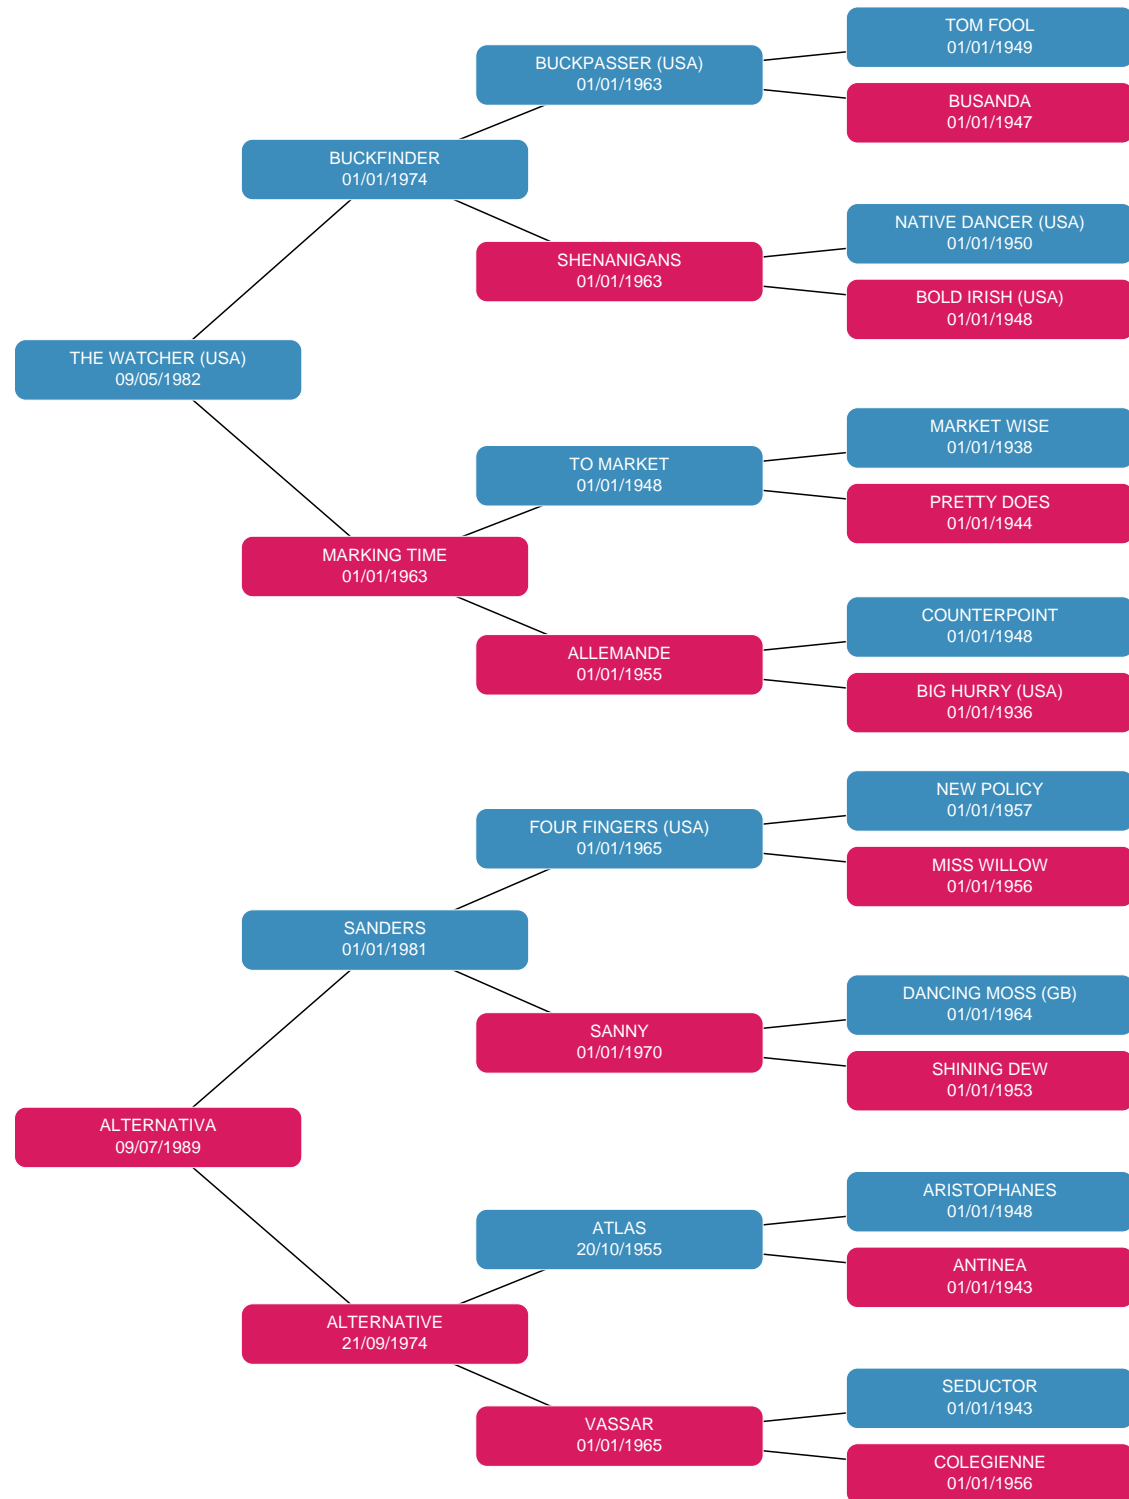 TOM FOOL
01/01/1949
BUCKPASSER (USA)
01/01/1963
BUSANDA
01/01/1947
BUCKFINDER
01/01/1974
NATIVE DANCER (USA)
01/01/1950
SHENANIGANS
01/01/1963
BOLD IRISH (USA)
01/01/1948
THE WATCHER (USA)
09/05/1982
MARKET WISE
01/01/1938
TO MARKET
01/01/1948
PRETTY DOES
01/01/1944
MARKING TIME
01/01/1963
COUNTERPOINT
01/01/1948
ALLEMANDE
01/01/1955
BIG HURRY (USA)
01/01/1936
NEW POLICY
01/01/1957
FOUR FINGERS (USA)
01/01/1965
MISS WILLOW
01/01/1956
SANDERS
01/01/1981
DANCING MOSS (GB)
01/01/1964
SANNY
01/01/1970
SHINING DEW
01/01/1953
ALTERNATIVA
09/07/1989
ARISTOPHANES
01/01/1948
ATLAS
20/10/1955
ANTINEA
01/01/1943
ALTERNATIVE
21/09/1974
SEDUCTOR
01/01/1943
VASSAR
01/01/1965
COLEGIENNE
01/01/1956